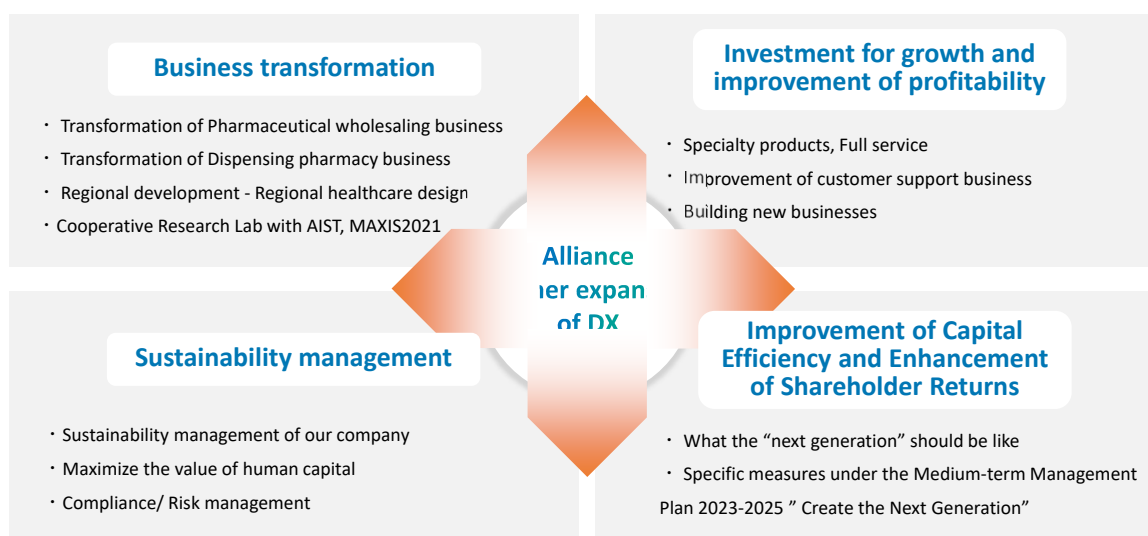 Business transformation
・ Transformation of Pharmaceutical wholesaling business
・ Transformation of Dispensing pharmacy business
・ Regional development - Regional healthcare design
・ Cooperative Research Lab with AIST, MAXIS2021
Investment for growth and
improvement of profitability
・ Specialty products, Full service
・ Improvement of customer support business
・ Building new businesses
Alliance
expan
of DX
Sustainability management
・ Sustainability management of our company
・ Maximize the value of human capital
・ Compliance/ Risk management
Improvement of Capital
Efficiency and Enhancement
of Shareholder Returns
・ What the “next generation” should be like
・ Specific measures under the Medium-term Management
Plan 2023-2025 ” Create the Next Generation”